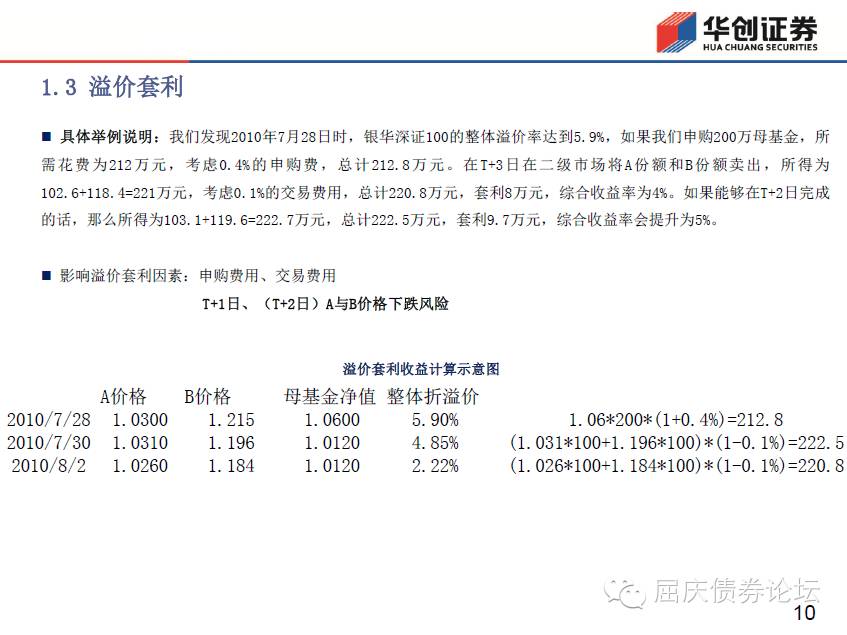 华创证券
HUA CHUANG SECURITIES
1.3 溢价套利
■ 具体举例说明：我们发现2010年7月28日时，银华深证100的整体溢价率达到5.9%，如果我们申购200万母基金，所
需花费为212万元，考虑0.4%的申购费，总计212.8万元。在T+3日在二级市场将A份额和B份额卖出，所得为
102.6+118.4=221万元，考虑0.1%的交易费用，总计220.8万元，套利8万元，综合收益率为4%。如果能够在T+2日完成
的话，那么所得为103.1+119.6=222.7万元，总计222.5万元，套利9.7万元，综合收益率会提升为5%。
■ 影响溢价套利因素：申购费用、交易费用
T+1日、（T+2日）A与B价格下跌风险
溢价套利收益计算示意图
A价格 B价格 母基金净值 整体折溢价
2010/7/28 1.0300 1.215 1.0600 5.90% 1.06*200*(1+0.4%)=212.8
2010/7/30 1.0310 1.196 1.0120 4.85% (1.031*100+1.196*100)*(1-0.1%)=222.5
2010/8/2 1.0260 1.184 1.0120 2.22% (1.026*100+1.184*100)*(1-0.1%)=220.8
屈庆债券论坛
10